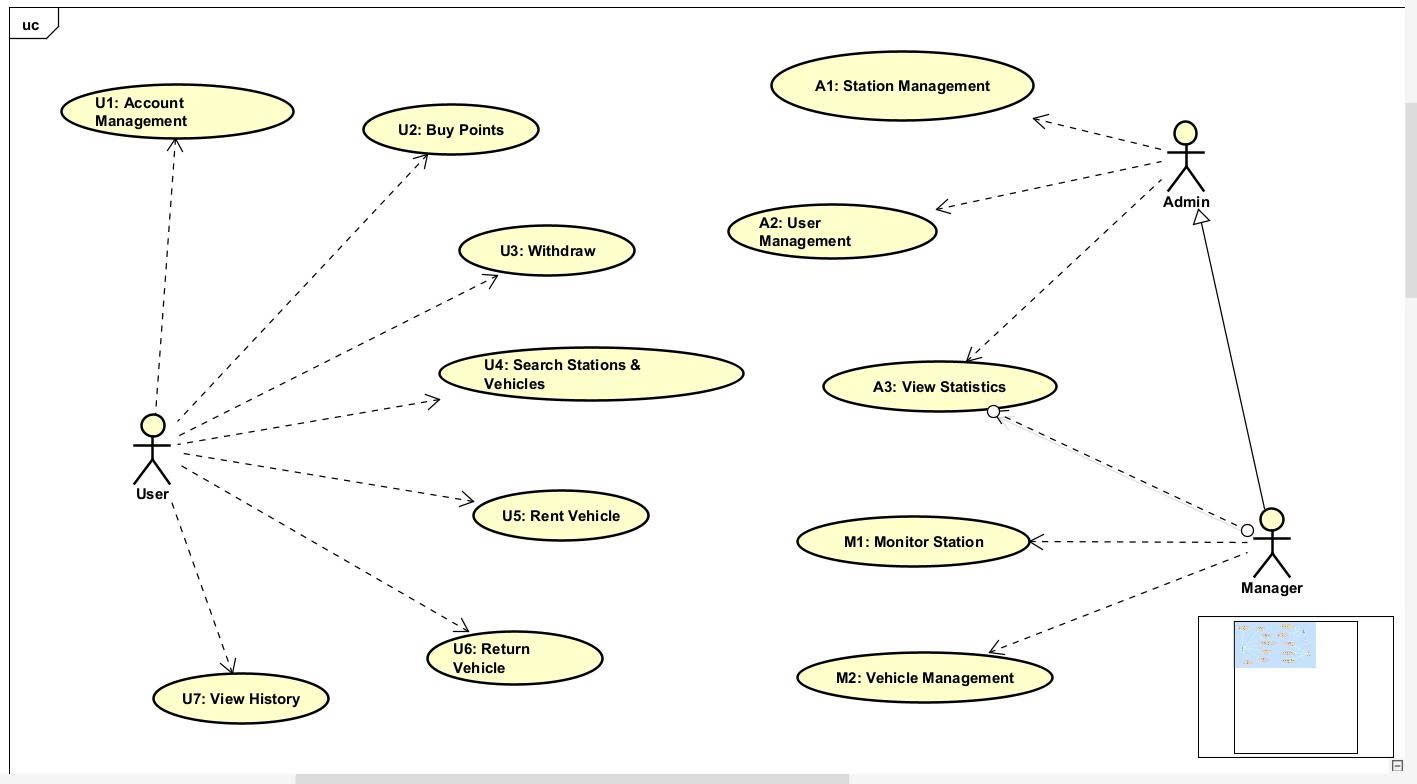 uc
U1: Account
Management
U2: Buy Points
A1: Station Management
Admin
U3: Withdraw
A2: User
Management
U4: Search Stations &
Vehicles
A3: View Statistics
User
U5: Rent Vehicle
M1: Monitor Station
Manager
U6: Return
Vehicle
M2: Vehicle Management
U7: View History